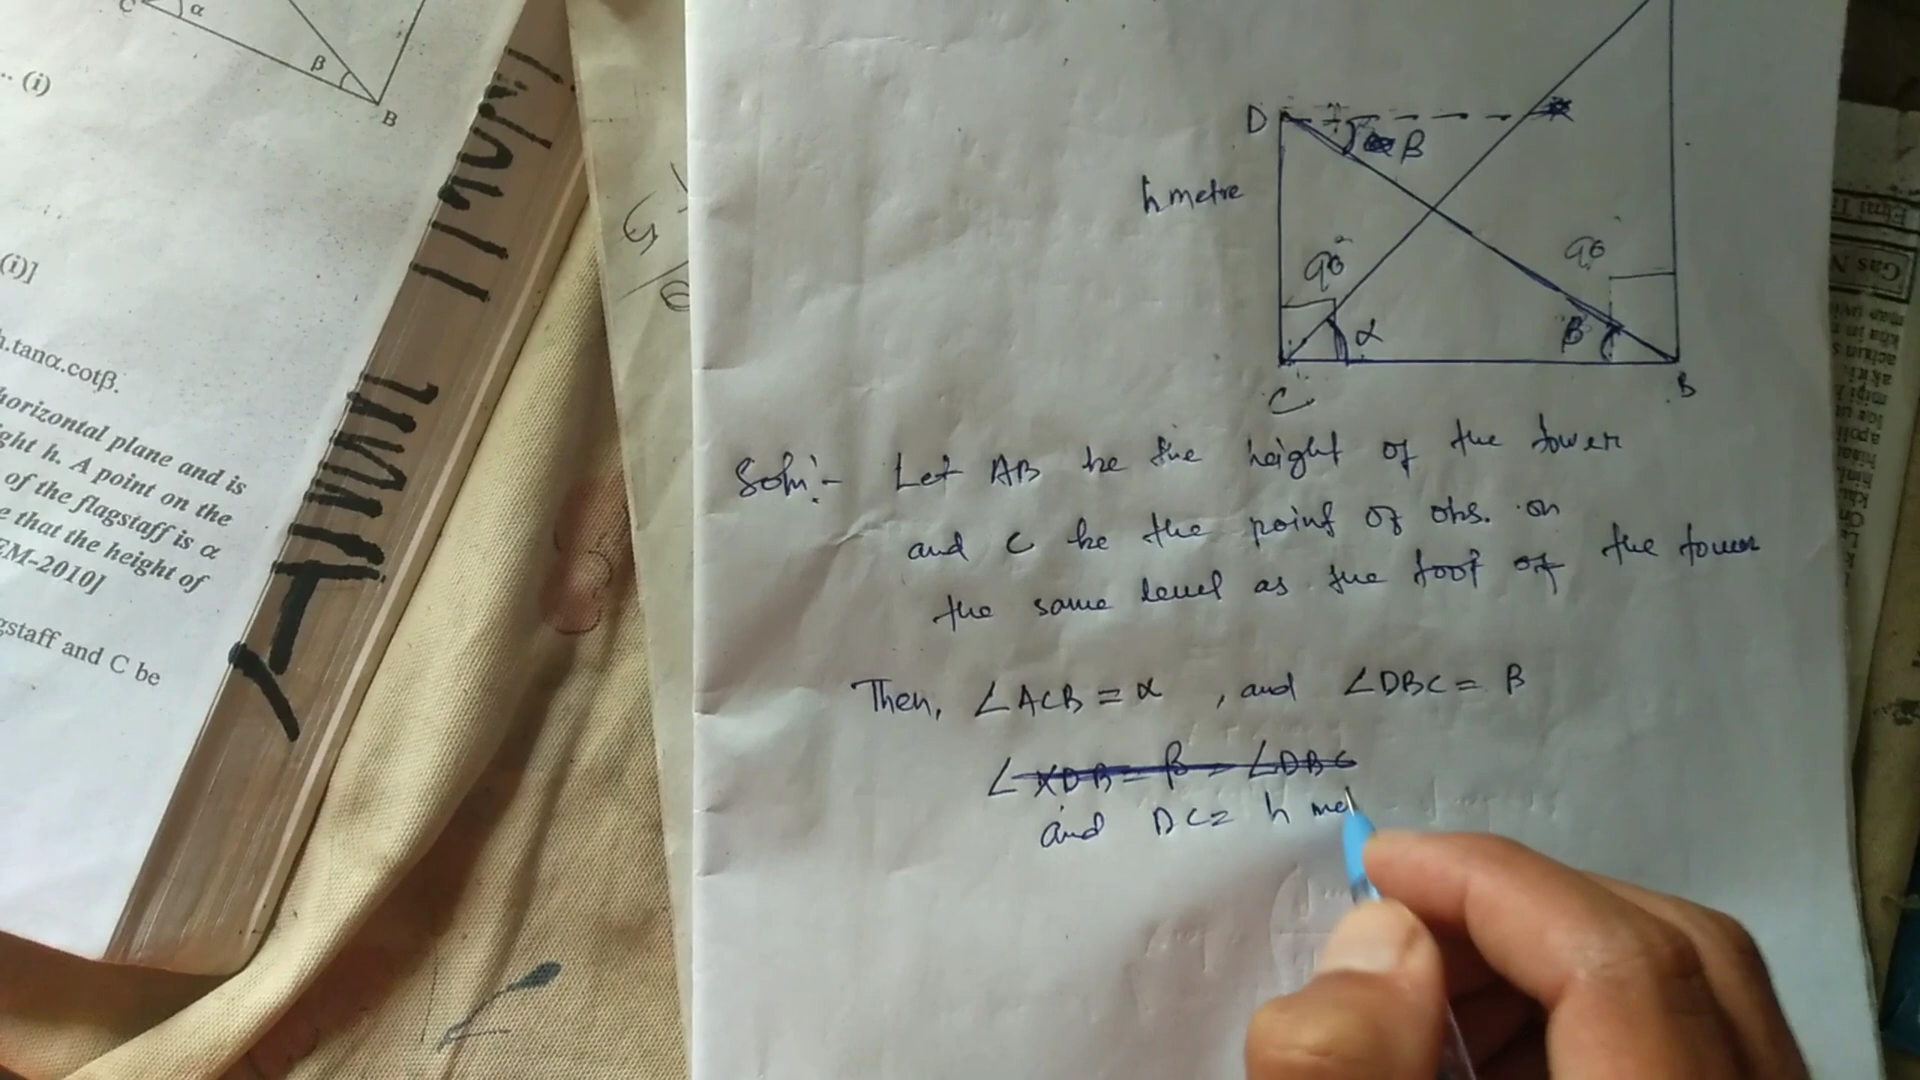 C α
β
B
.. (i)
(i)]
h.tanα.cotβ.
horizontal plane and is
ght h. A point on the
of the flagstaff is α
e that the height of
EM-2010]
gstaff and C be
D
β
h metre
90°
90°
α
β
C
B
Soln:- Let AB be the height of the tower
and C be the point of obs. on
the same level as the foot of the tower
Then, ∠ACB = α , and ∠DBC = β
∠XDB = β = ∠DBC
and DC = h met
Gas N